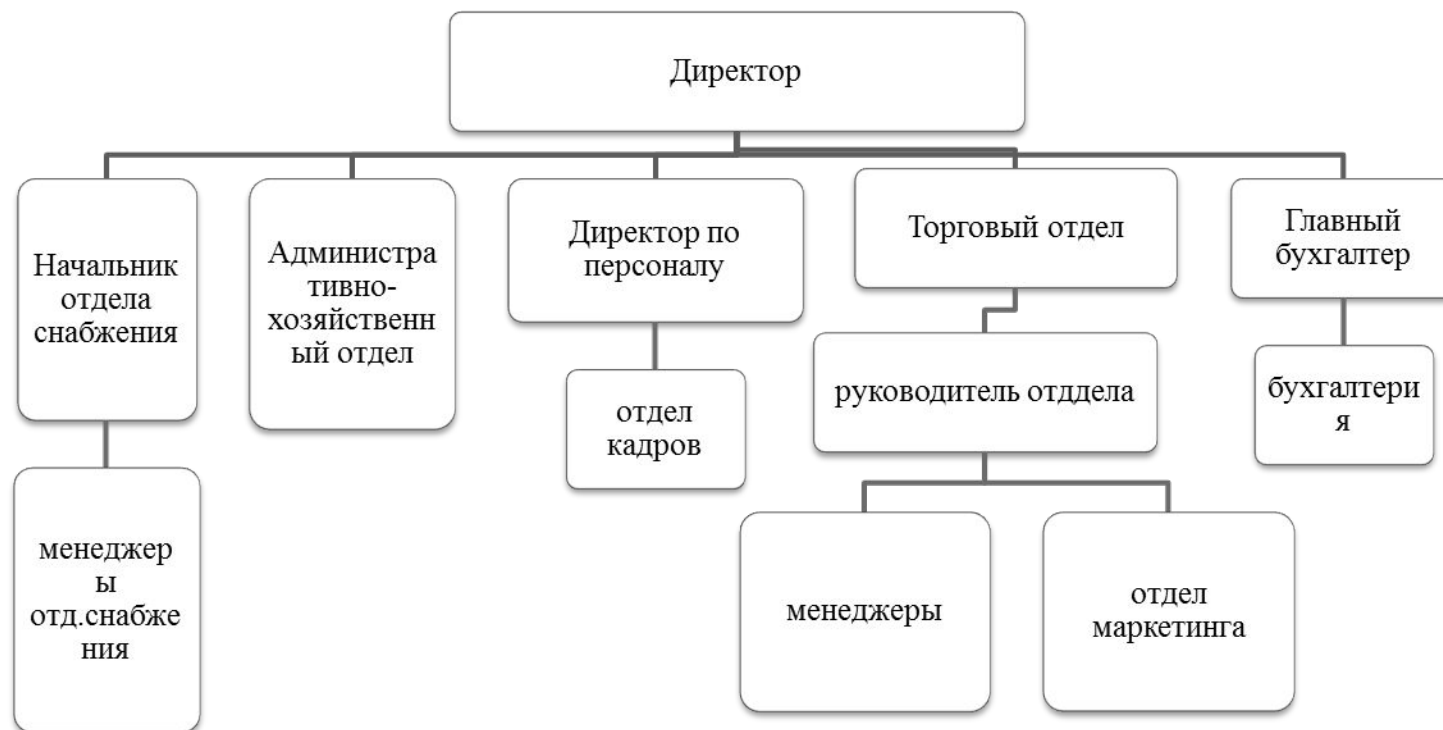 Директор
Начальник
отдела
снабжения
Администра
тивно-
хозяйственн
ый отдел
Директор по
персоналу
Торговый отдел
Главный
бухгалтер
менеджер
ы
отд.снабже
ния
отдел
кадров
руководитель отддела
бухгалтери
я
менеджеры
отдел
маркетинга